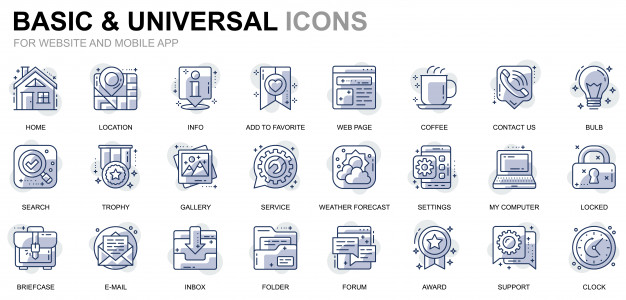 BASIC & UNIVERSAL ICONS
FOR WEBSITE AND MOBILE APP
HOME LOCATION INFO ADD TO FAVORITE WEB PAGE COFFEE CONTACT US BULB
SEARCH TROPHY GALLERY SERVICE WEATHER FORECAST SETTINGS MY COMPUTER LOCKED
BRIEFCASE E-MAIL INBOX FOLDER FORUM AWARD SUPPORT CLOCK